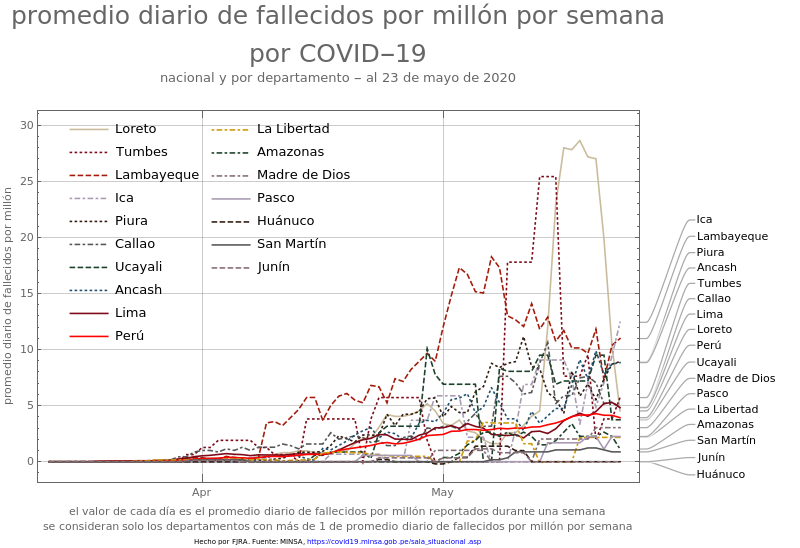 promedio diario de fallecidos por millón por semana
por COVID−19
nacional y por departamento − al 23 de mayo de 2020
promedio diario de fallecidos por millón
30
25
20
15
10
5
0
Apr
May
Loreto
Tumbes
Lambayeque
Ica
Piura
Callao
Ucayali
Ancash
Lima
Perú
La Libertad
Amazonas
Madre de Dios
Pasco
Huánuco
San Martín
Junín
Ica
Lambayeque
Piura
Ancash
Tumbes
Callao
Lima
Loreto
Perú
Ucayali
Madre de Dios
Pasco
La Libertad
Amazonas
San Martín
Junín
Huánuco
el valor de cada día es el promedio diario de fallecidos por millón reportados durante una semana
se consideran solo los departamentos con más de 1 de promedio diario de fallecidos por millón por semana
Hecho por FJRA. Fuente: MINSA, https://covid19.minsa.gob.pe/sala_situacional.asp